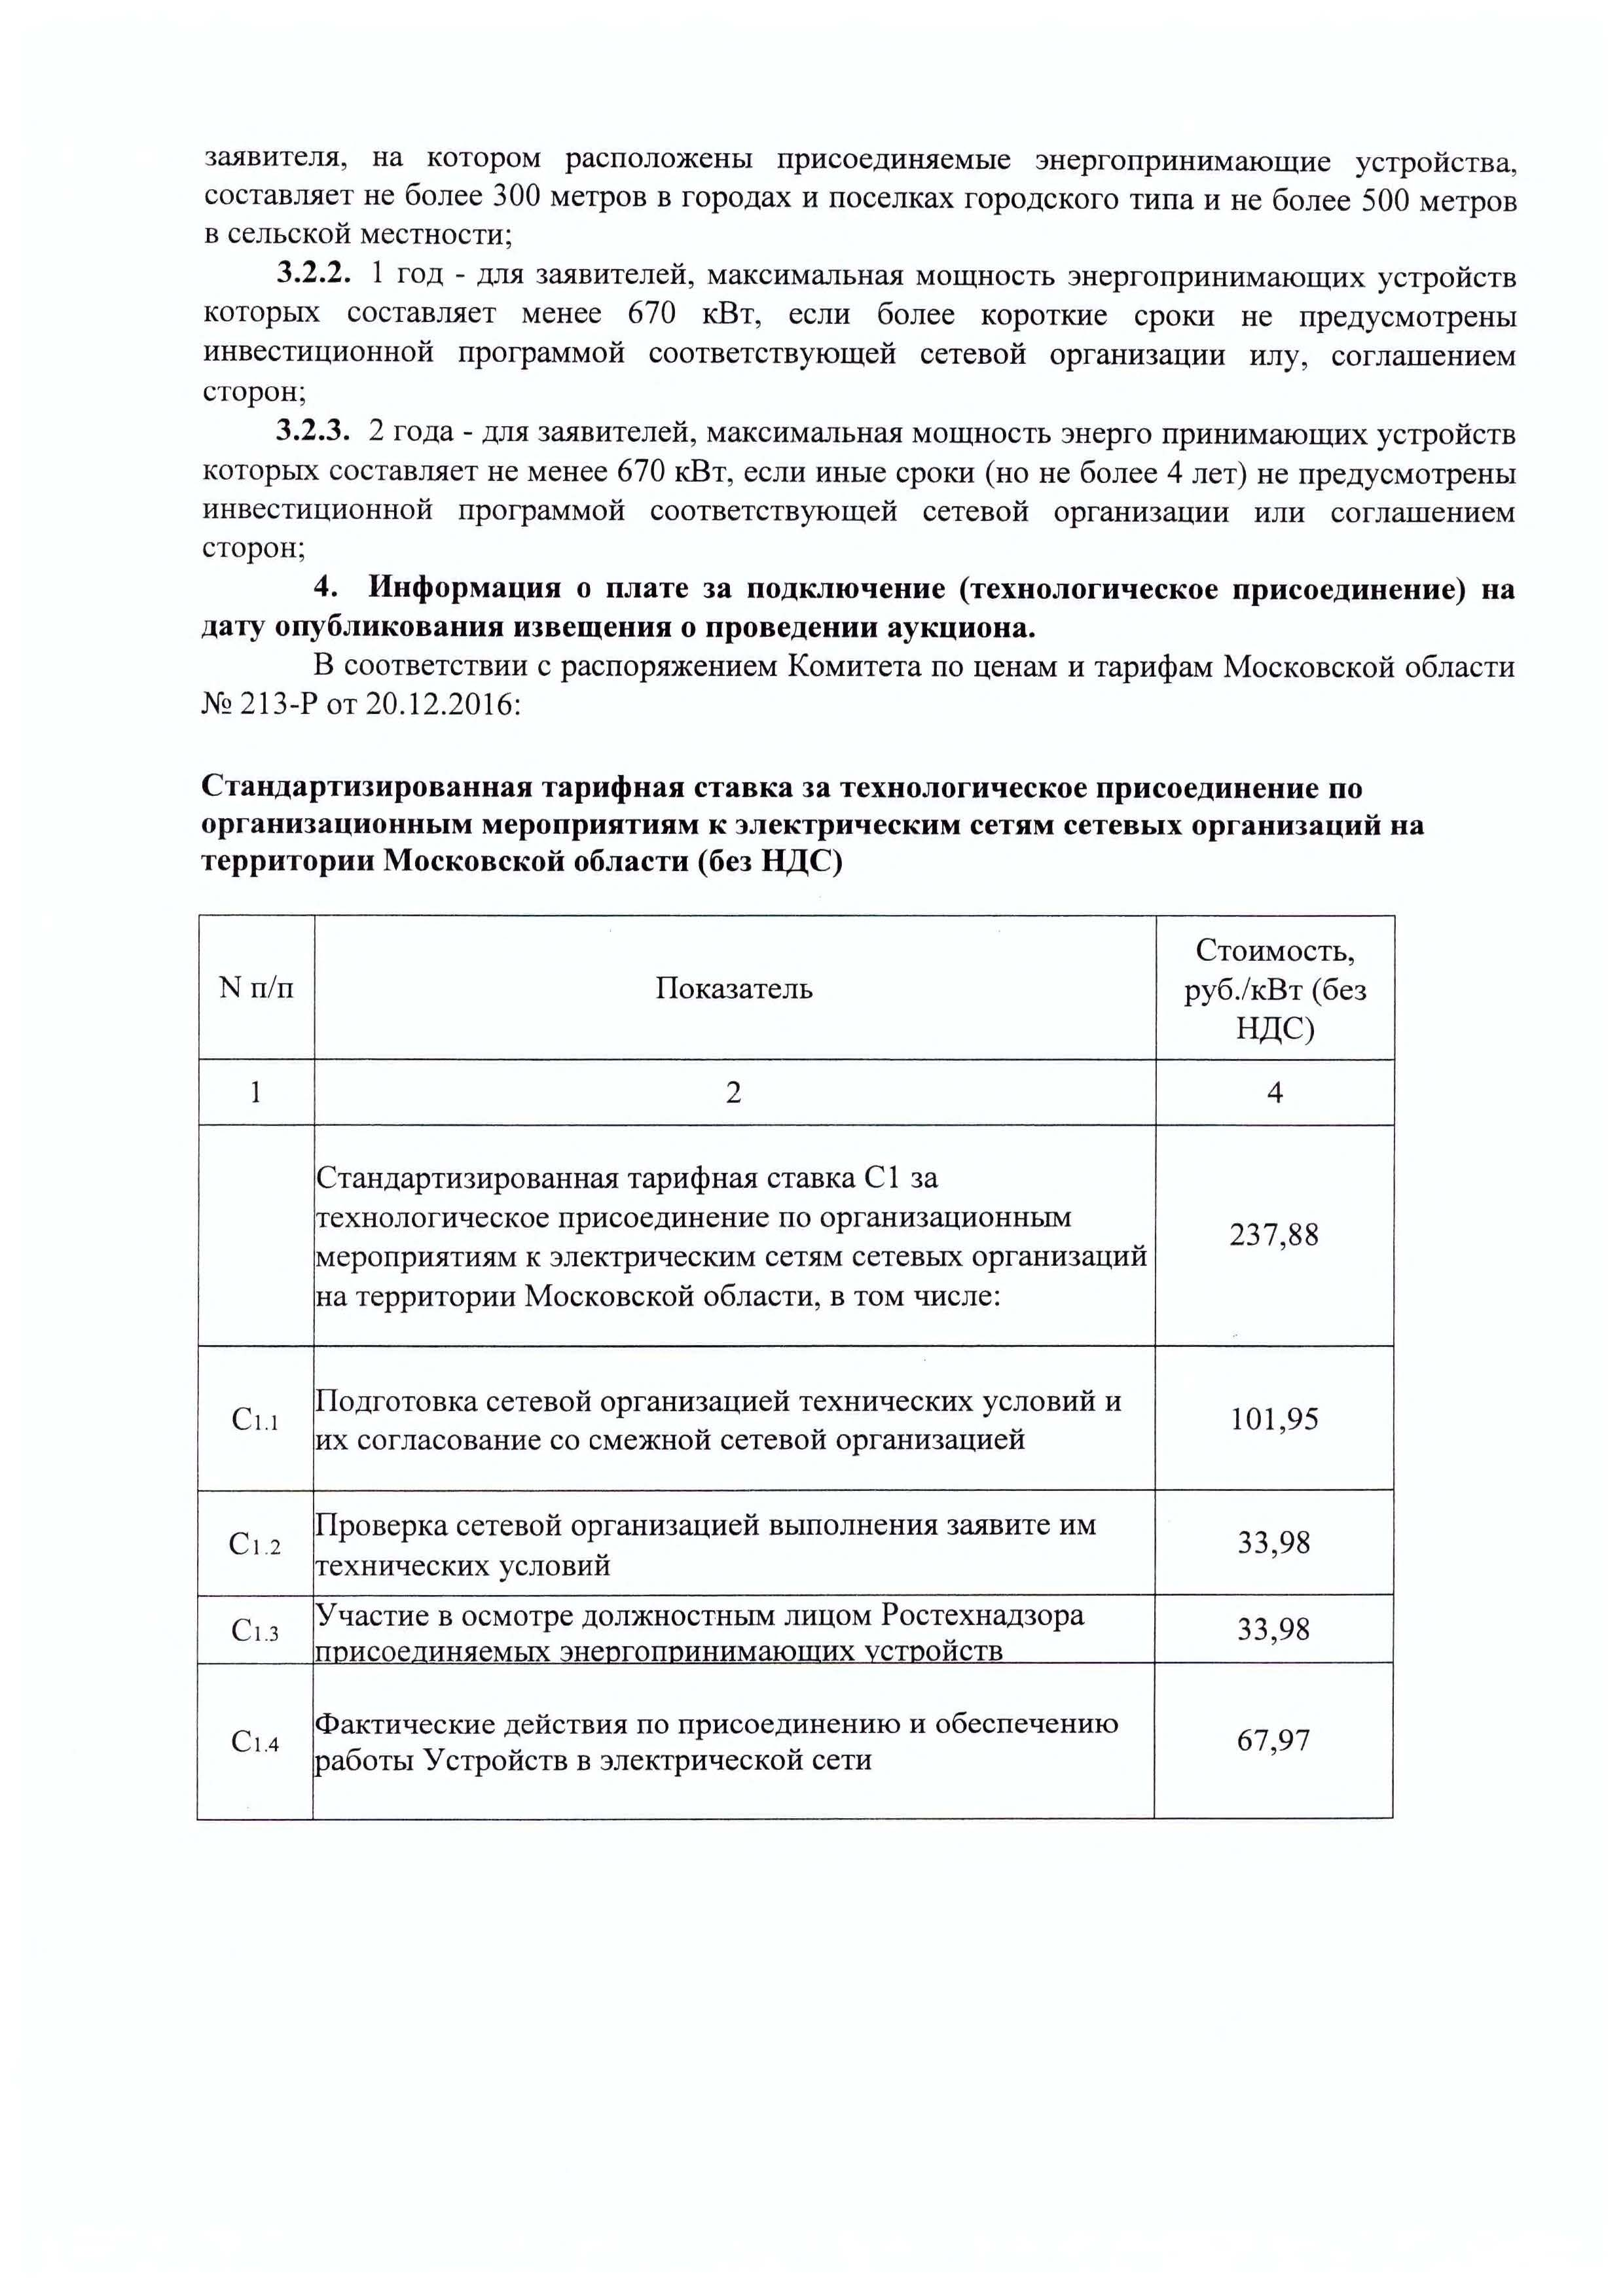 заявителя, на котором расположены присоединяемые энергопринимающие устройства,
составляет не более 300 метров в городах и поселках городского типа и не более 500 метров
в сельской местности;
3.2.2. 1 год - для заявителей, максимальная мощность энергопринимающих устройств
которых составляет менее 670 кВт, если более короткие сроки не предусмотрены
инвестиционной программой соответствующей сетевой организации илу, соглашением
сторон;
3.2.3. 2 года - для заявителей, максимальная мощность энерго принимающих устройств
которых составляет не менее 670 кВт, если иные сроки (но не более 4 лет) не предусмотрены
инвестиционной программой соответствующей сетевой организации или соглашением
сторон;
4. Информация о плате за подключение (технологическое присоединение) на
дату опубликования извещения о проведении аукциона.
В соответствии с распоряжением Комитета по ценам и тарифам Московской области
№ 213-Р от 20.12.2016:
Стандартизированная тарифная ставка за технологическое присоединение по
организационным мероприятиям к электрическим сетям сетевых организаций на
территории Московской области (без НДС)
N п/п
Показатель
Стоимость,
руб./кВт (без
НДС)
1
2
4
Стандартизированная тарифная ставка С1 за
технологическое присоединение по организационным
мероприятиям к электрическим сетям сетевых организаций
на территории Московской области, в том числе:
237,88
С1.1
Подготовка сетевой организацией технических условий и
их согласование со смежной сетевой организацией
101,95
С1.2
Проверка сетевой организацией выполнения заявите им
технических условий
33,98
С1.3
Участие в осмотре должностным лицом Ростехнадзора
присоединяемых энергопринимающих устройств
33,98
С1.4
Фактические действия по присоединению и обеспечению
работы Устройств в электрической сети
67,97